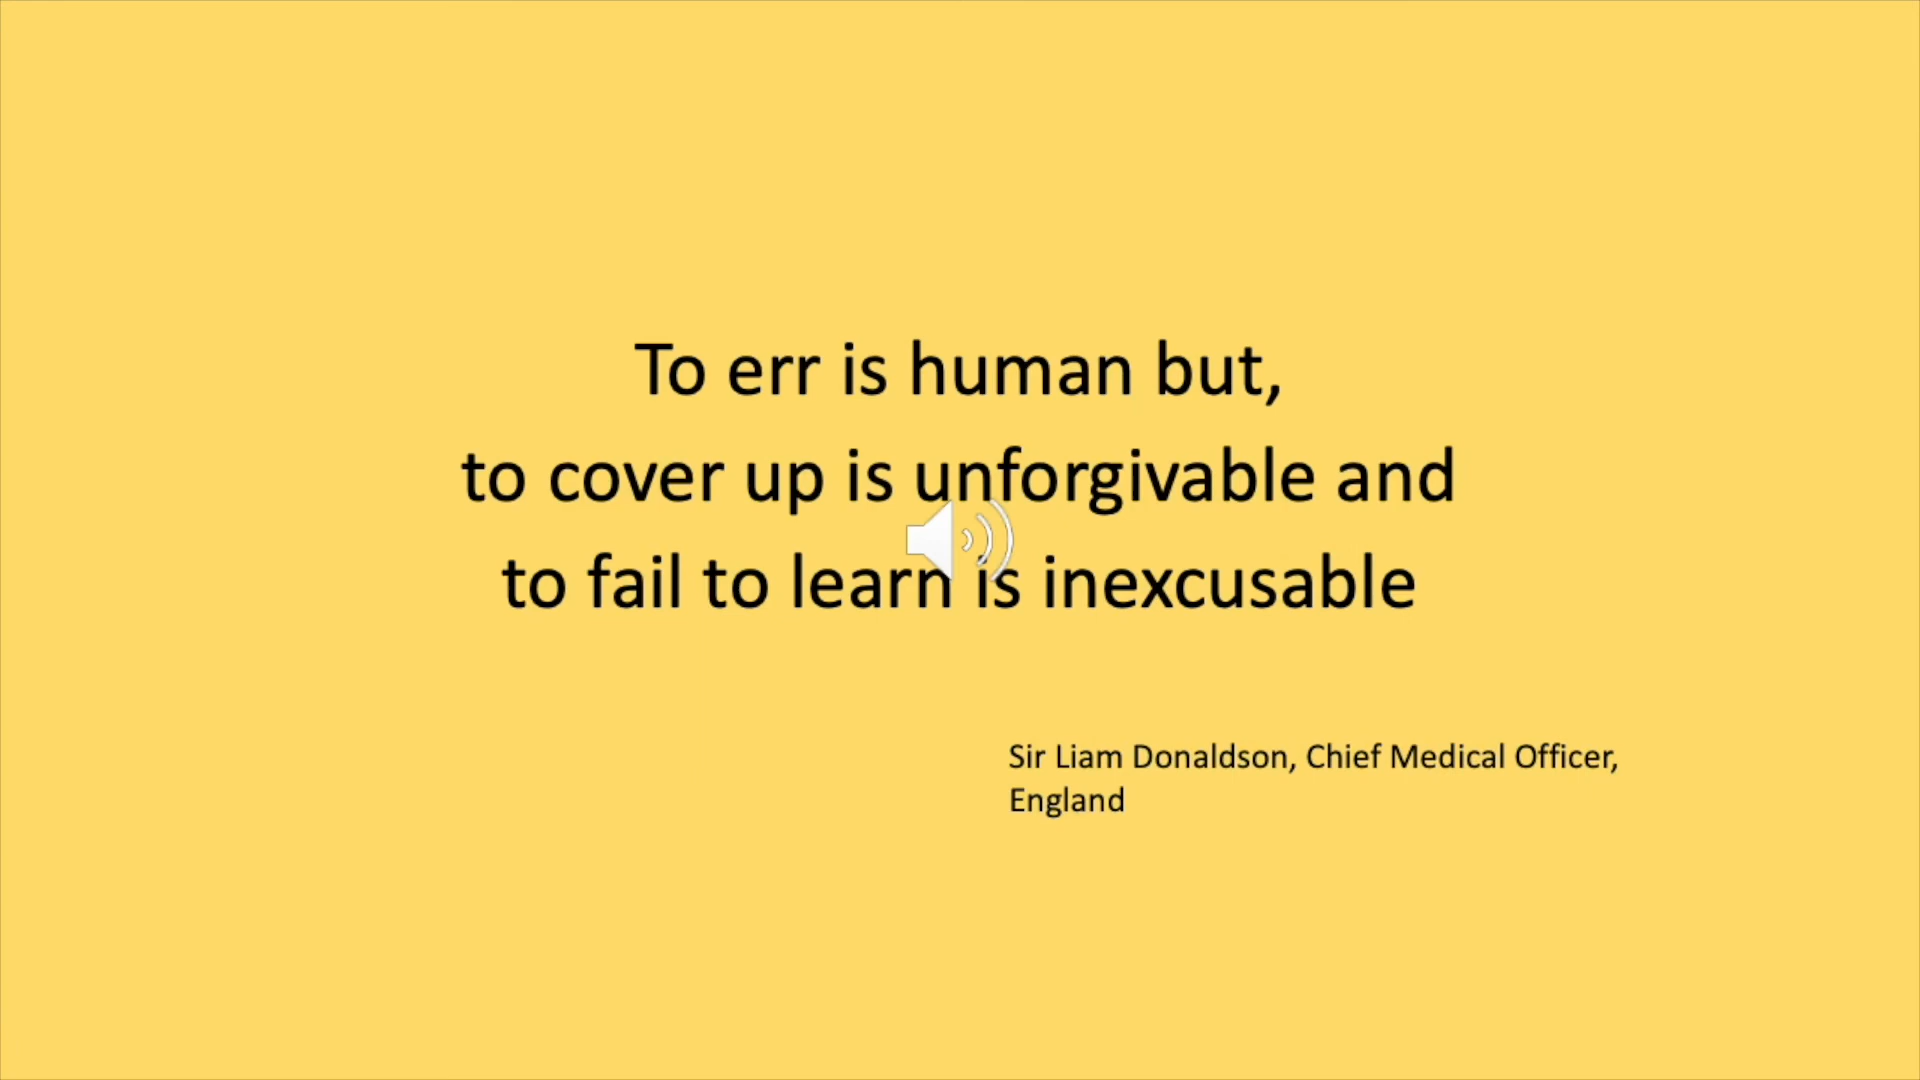 To err is human but,
to cover up is unforgivable and
to fail to learn is inexcusable
Sir Liam Donaldson, Chief Medical Officer,
England